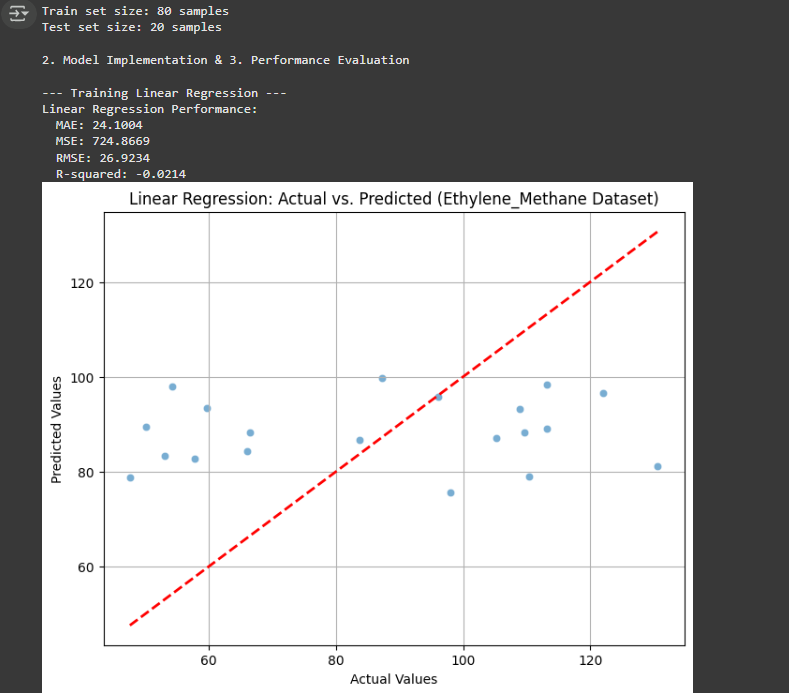 Train set size: 80 samples
Test set size: 20 samples
2. Model Implementation & 3. Performance Evaluation
--- Training Linear Regression ---
Linear Regression Performance:
MAE: 24.1004
MSE: 724.8669
RMSE: 26.9234
R-squared: -0.0214
Linear Regression: Actual vs. Predicted (Ethylene_Methane Dataset)
120
100
80
60
Predicted Values
60 80 100 120
Actual Values